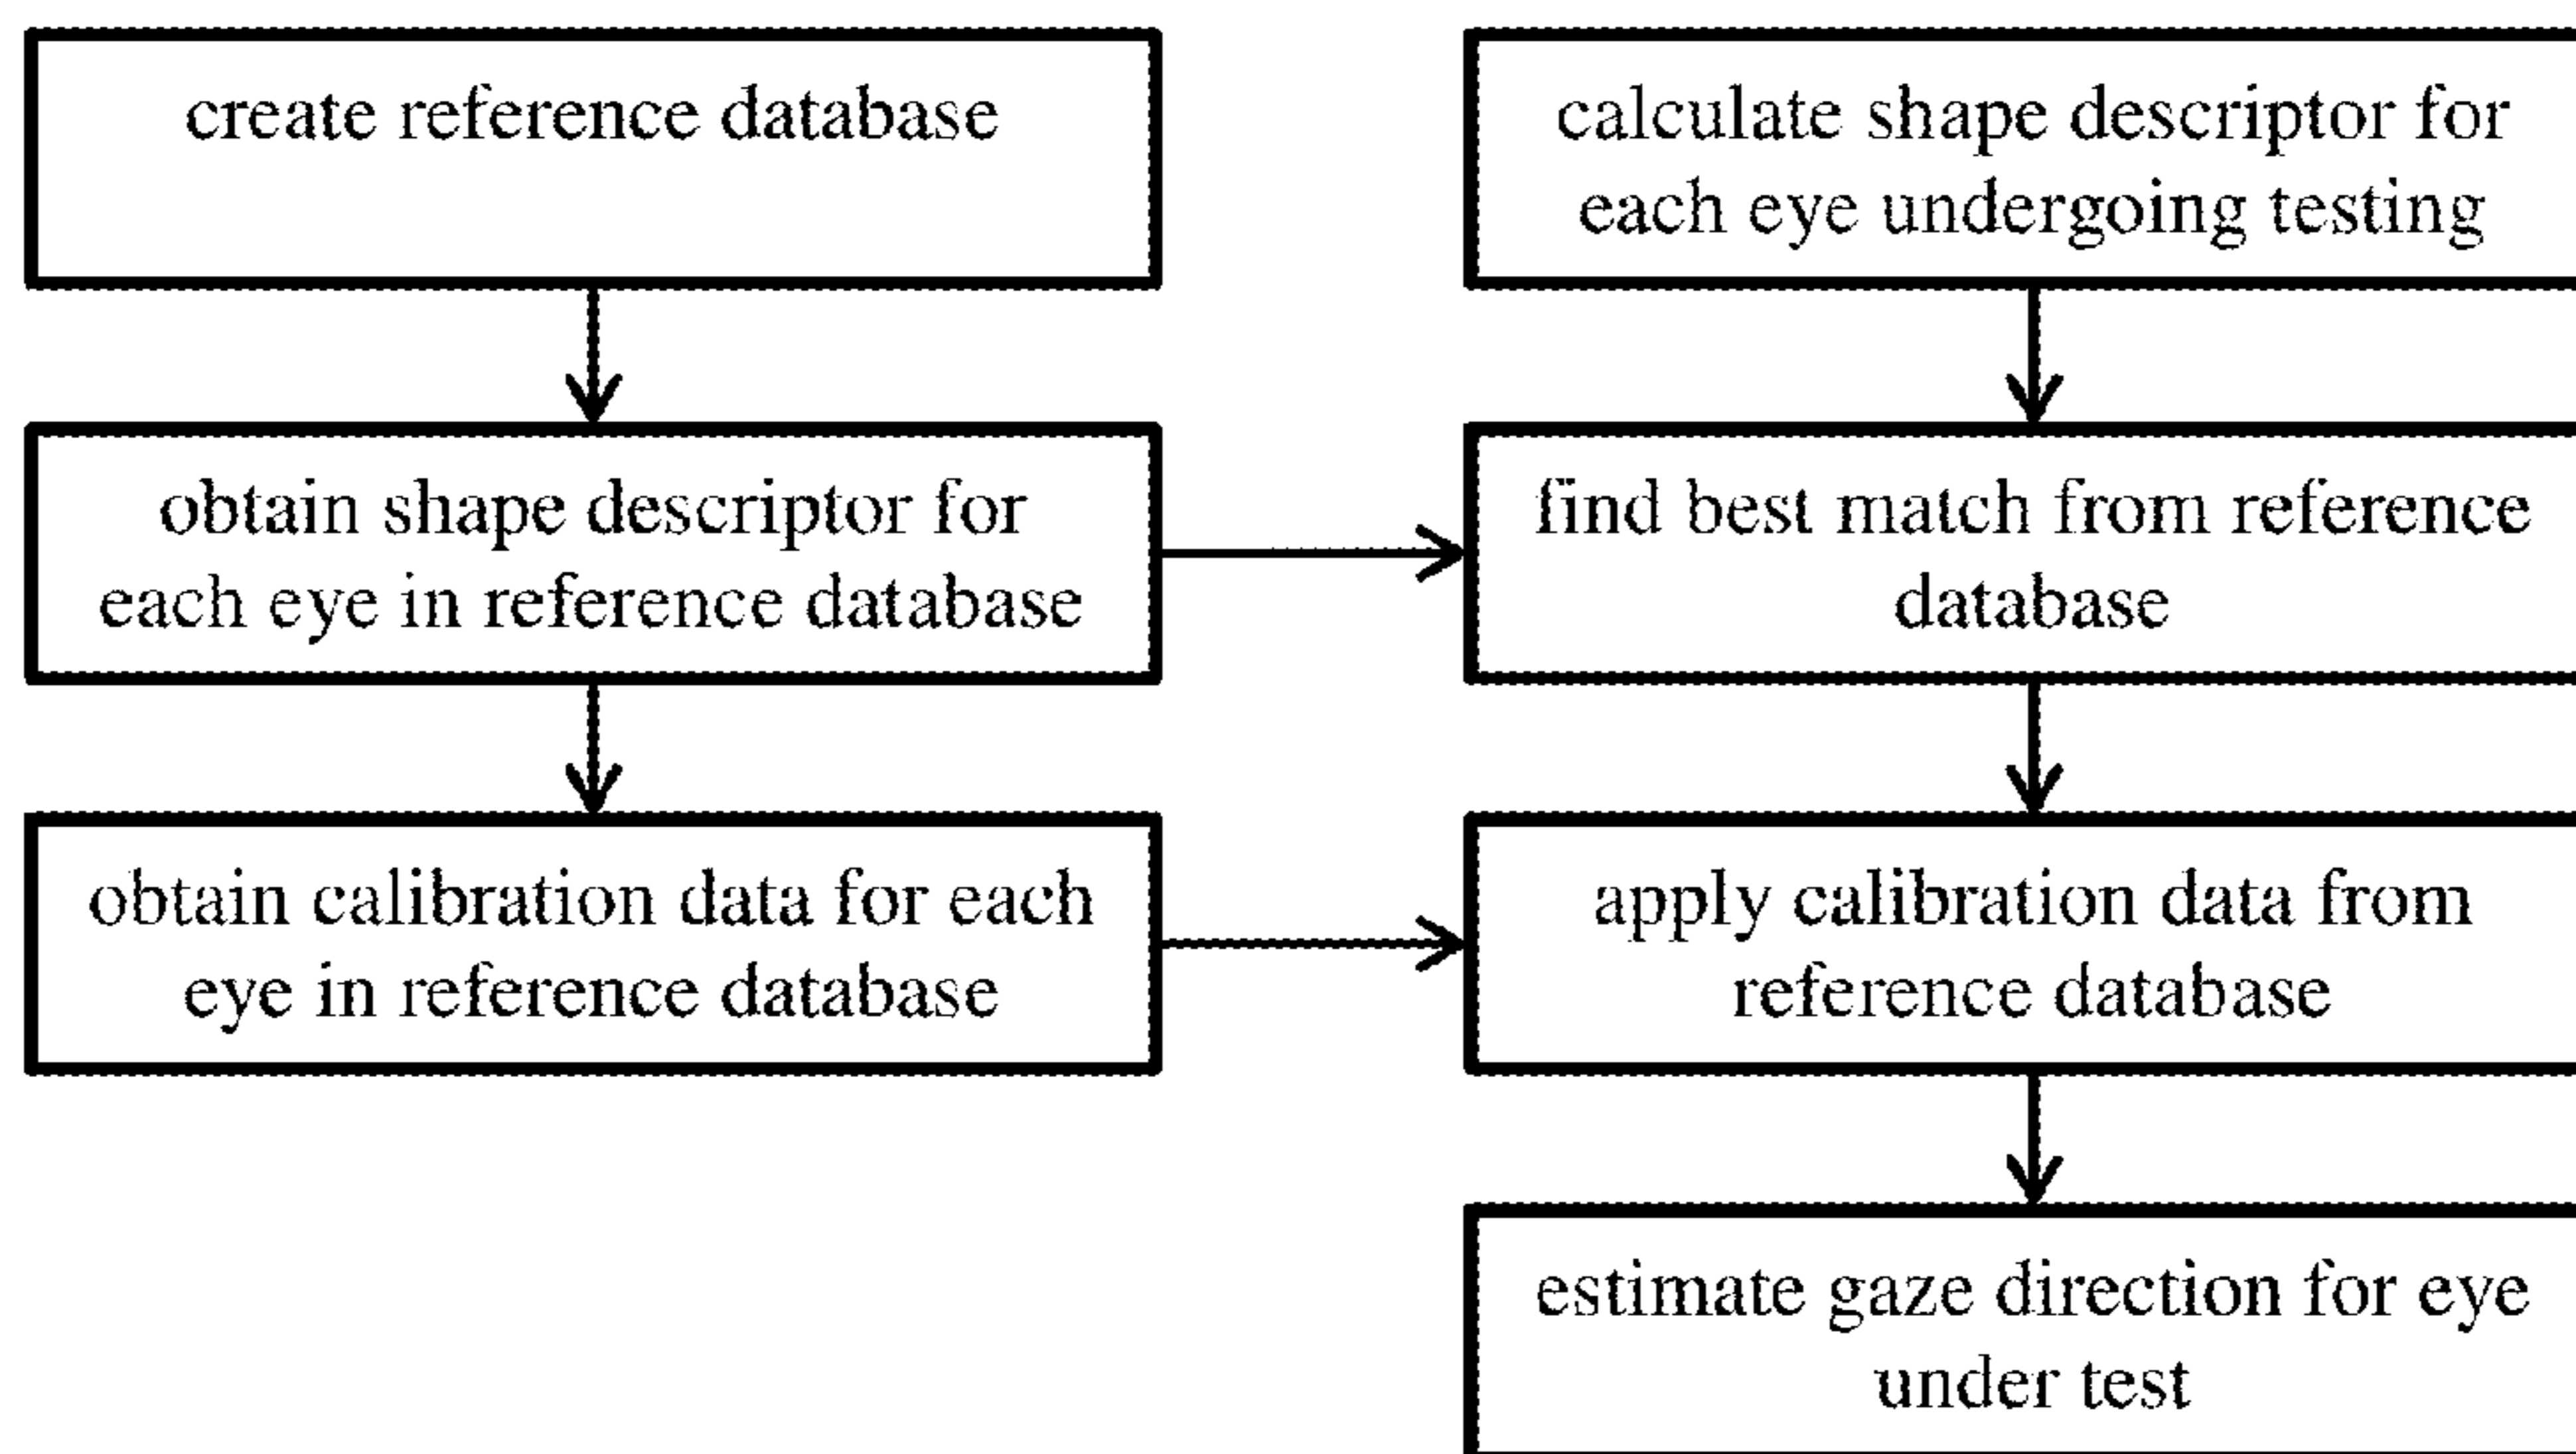 create reference database
calculate shape descriptor for
each eye undergoing testing
obtain shape descriptor for
each eye in reference database
find best match from reference
database
obtain calibration data for each
eye in reference database
apply calibration data from
reference database
estimate gaze direction for eye
under test